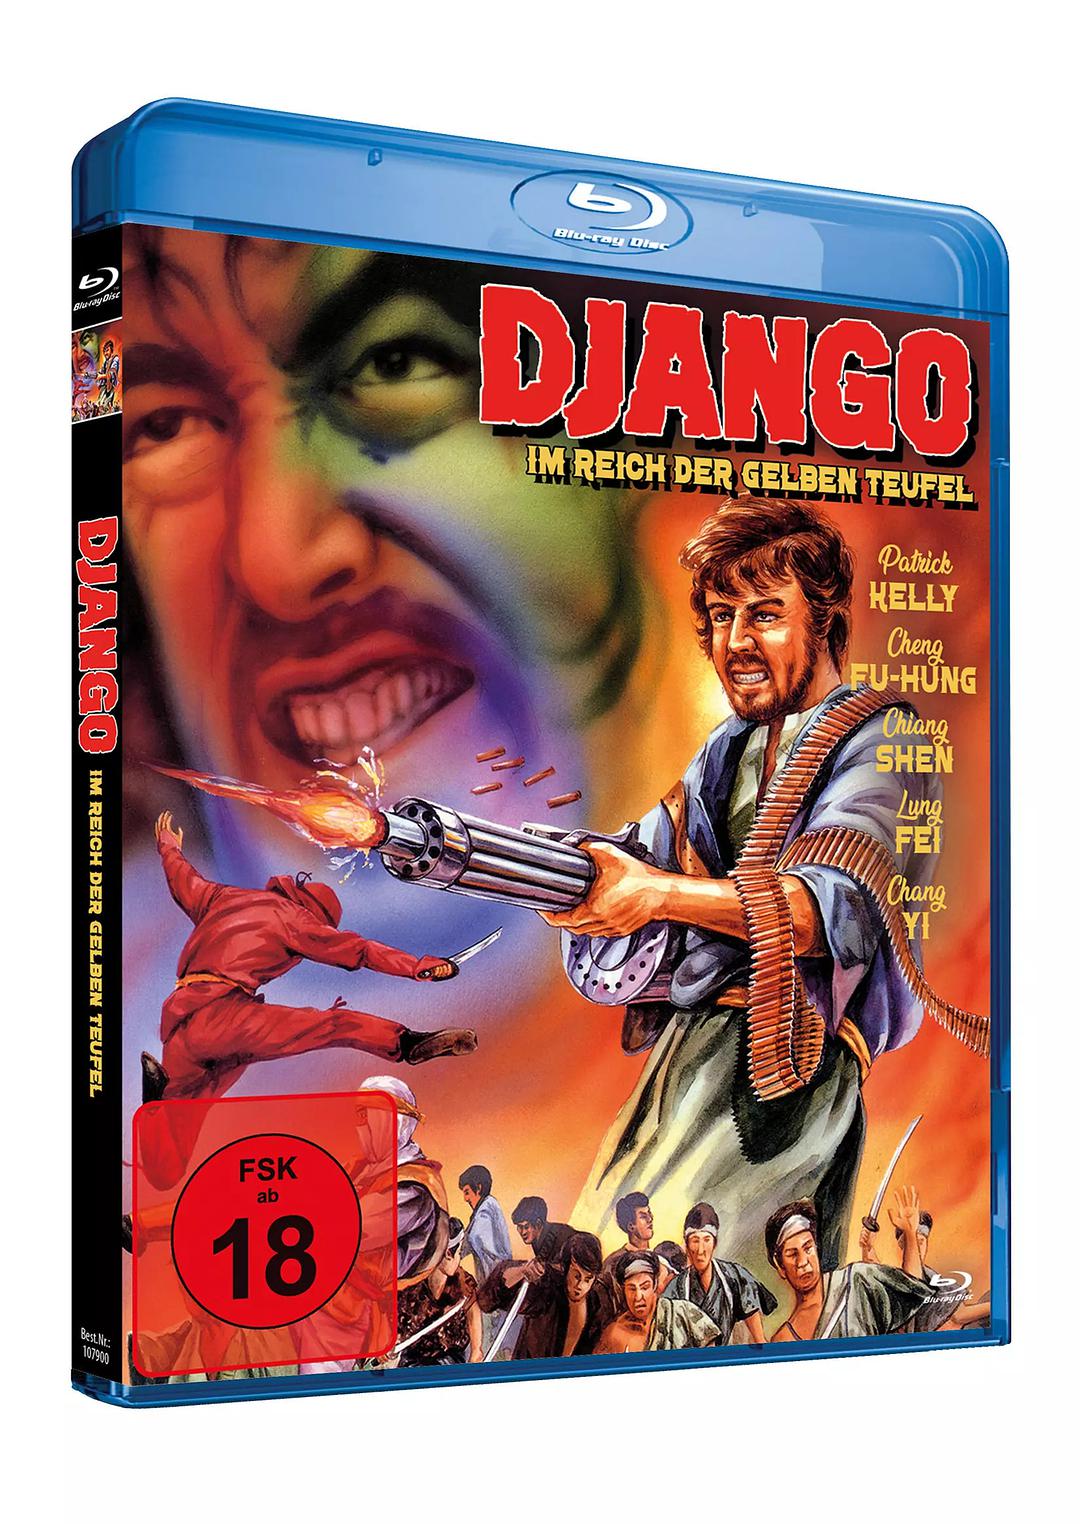 Blu-ray Disc
DJANGO
IM REICH DER GELBEN TEUFEL
Patrick
KELLY
Cheng
FU-HUNG
Chiang
SHEN
Lung
FEI
Chang
YI
FSK
ab
18
Blu-ray Disc
Blu-ray Disc
DJANGO
IM REICH DER GELBEN TEUFEL
Best.Nr.:
107900